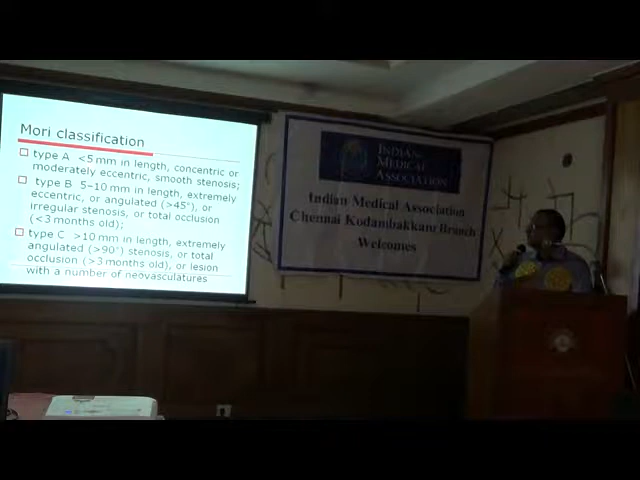 Mori classification
type A <5 mm in length, concentric or
moderately eccentric, smooth stenosis;
type B 5–10 mm in length, extremely
eccentric, or angulated (>45°), or
irregular stenosis, or total occlusion
(<3 months old);
type C >10 mm in length, extremely
angulated (>90°) stenosis, or total
occlusion (>3 months old), or lesion
with a number of neovasculatures
INDIAN
MEDICAL
ASSOCIATION
Indian Medical Association
Chennai Kodambakkam Branch
Welcomes